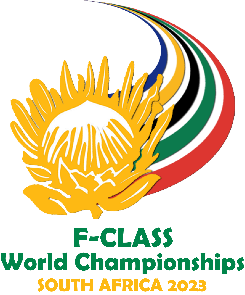 F-CLASS
World Championships
SOUTH AFRICA 2023